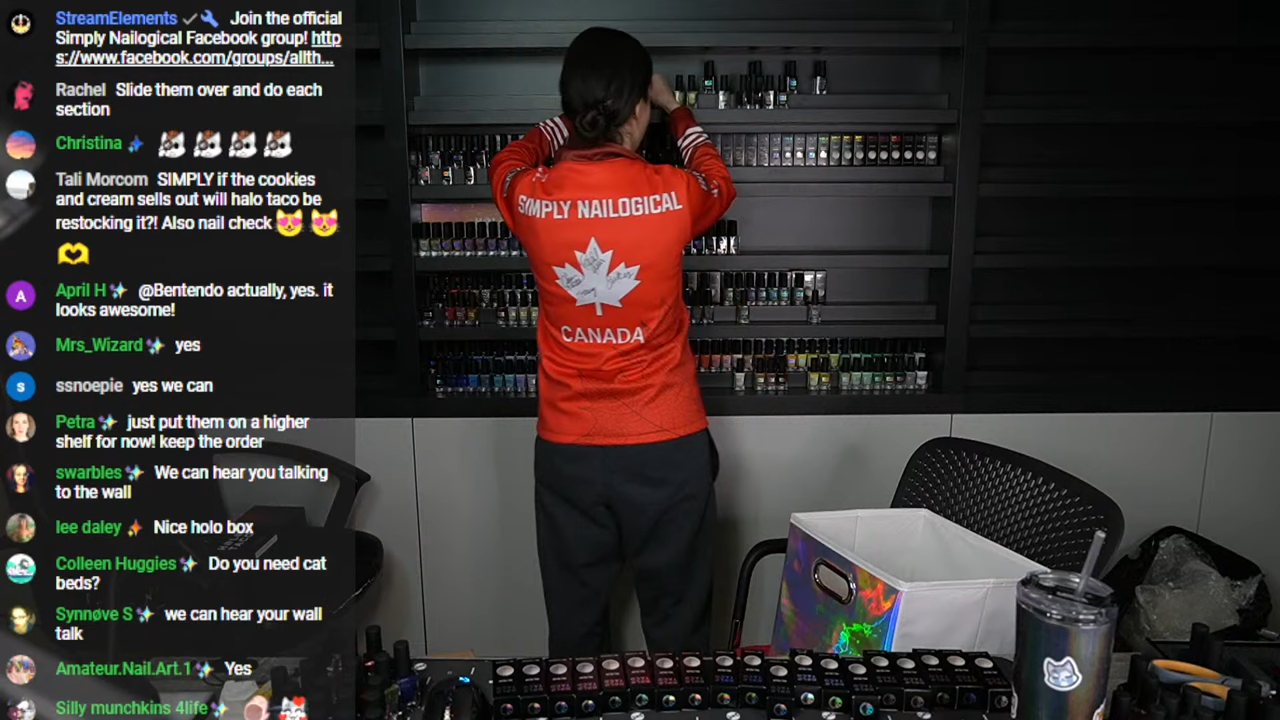 StreamElements Join the official
Simply Nailogical Facebook group! http
s://www.facebook.com/groups/allth...
Rachel Slide them over and do each
section
Christina
Tali Morcom SIMPLY if the cookies
and cream sells out will halo taco be
restocking it?! Also nail check
April H @Bentendo actually, yes. it
looks awesome!
Mrs_Wizard yes
ssnoepie yes we can
Petra just put them on a higher
shelf for now! keep the order
swarbles We can hear you talking
to the wall
lee daley Nice holo box
Colleen Huggies Do you need cat
beds?
Synnøve S we can hear your wall
talk
Amateur.Nail.Art.1 Yes
Silly munchkins 4life
A
s
SIMPLY NAILOGICAL
CANADA